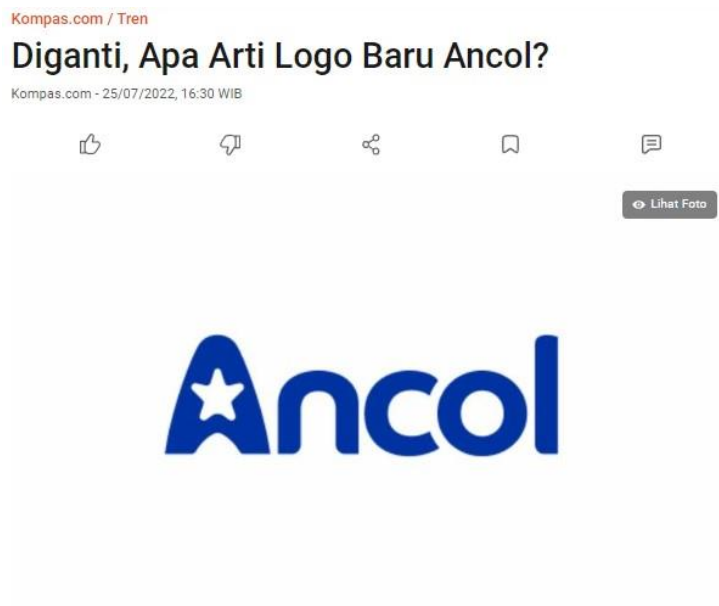 Kompas.com / Tren
Diganti, Apa Arti Logo Baru Ancol?
Kompas.com - 25/07/2022, 16:30 WIB
Lihat Foto
Ancol